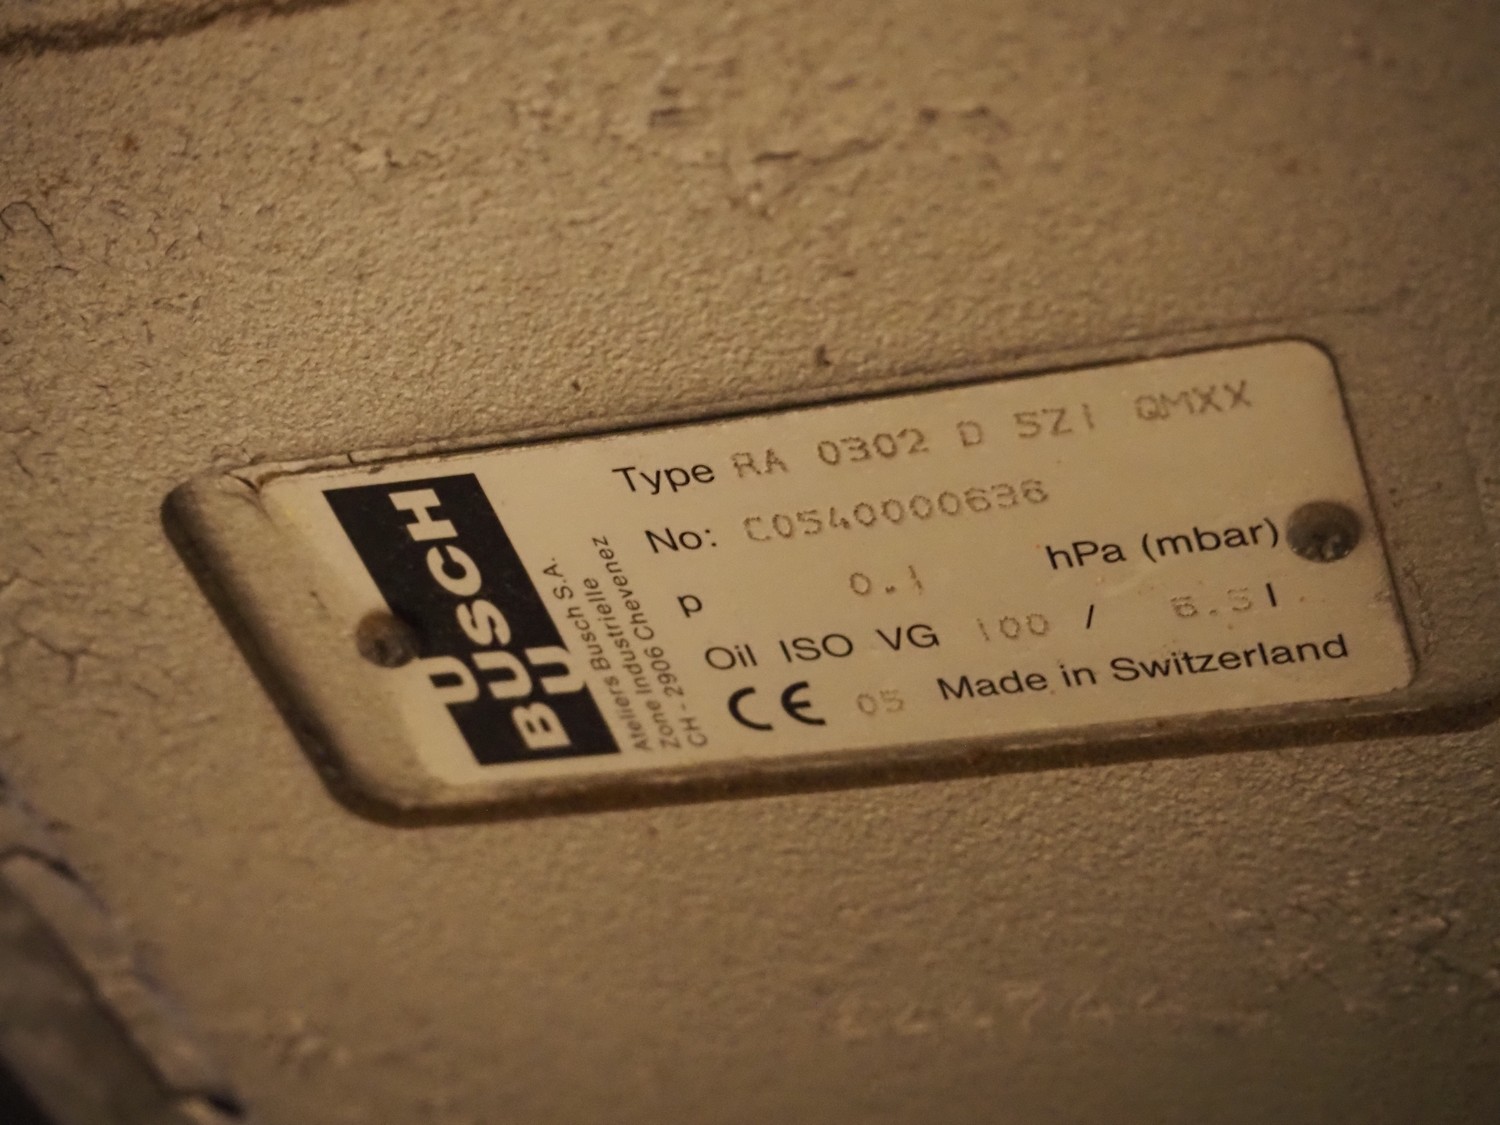 U
BUSCH
U
Ateliers Busch S.A.
Zone Industrielle
CH - 2906 Chevenez
Type RA 0302 D 5Z1 QMXX
No: C0540000636
p 0.1 hPa (mbar)
Oil ISO VG 100 / 6.5 l
CE 05 Made in Switzerland